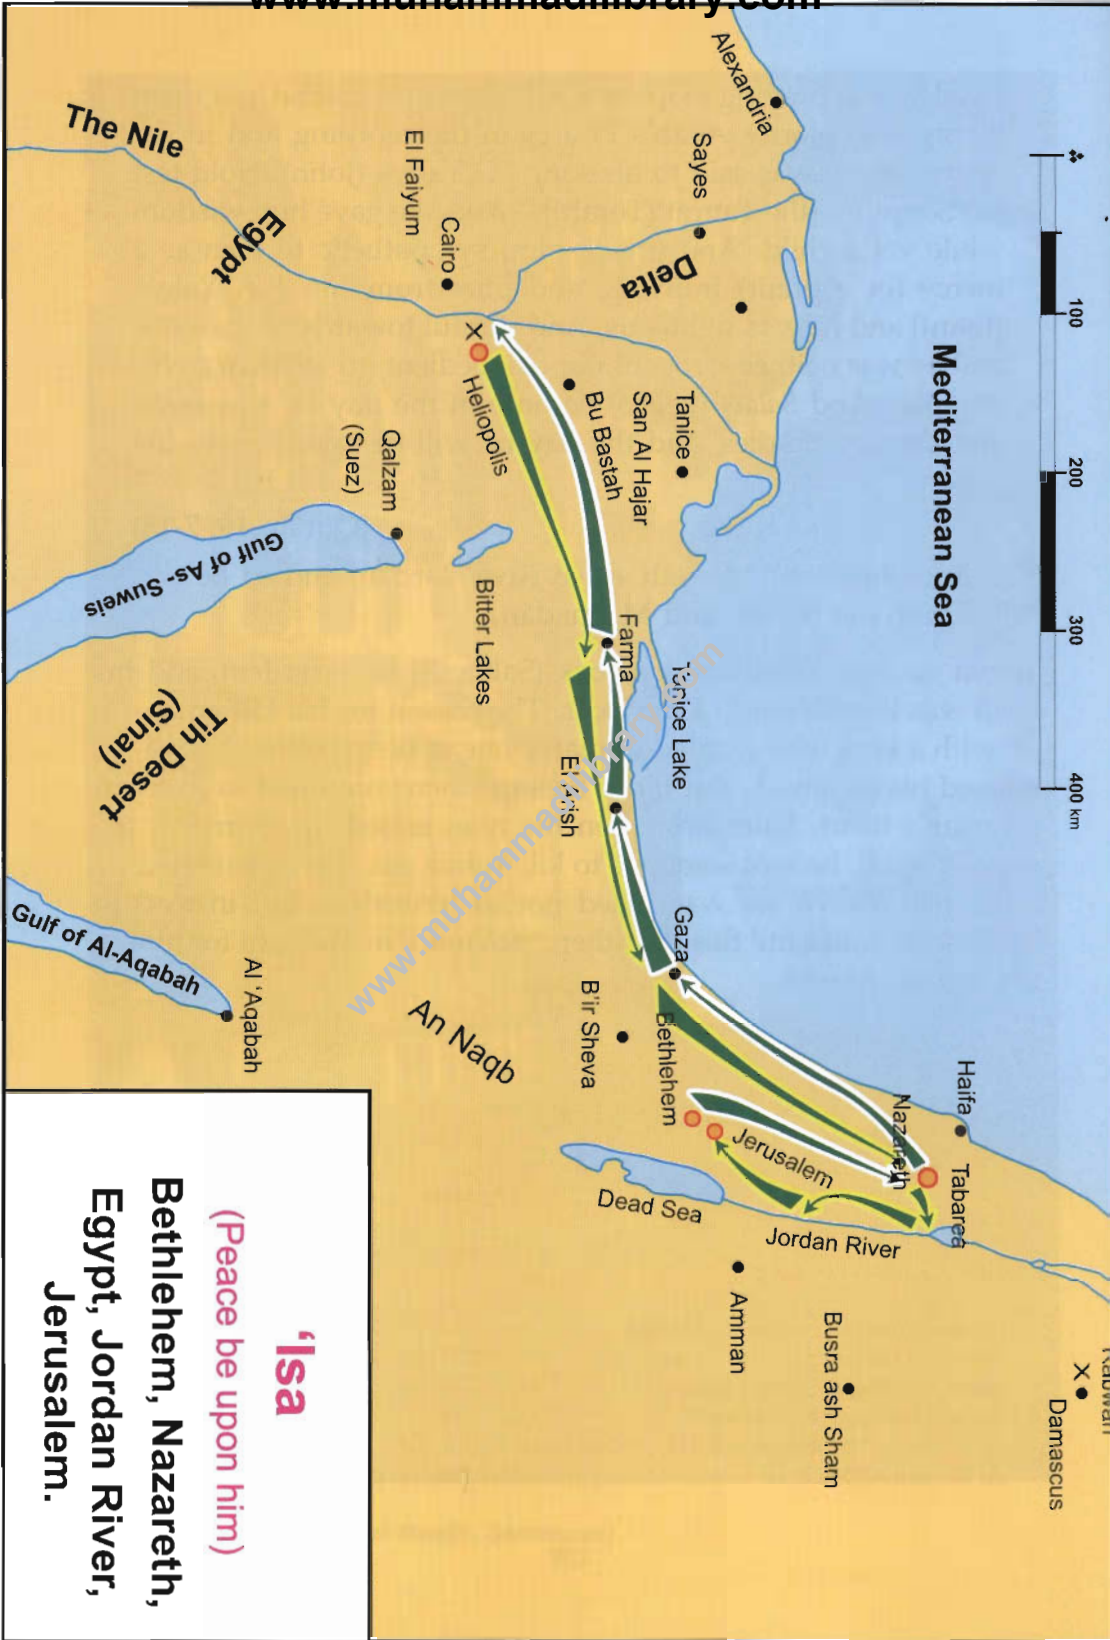 www.muhammadilibrary.com
Mediterranean Sea
100
200
300
400 km
Alexandria
Sayes
Delta
The Nile
Egypt
El Faiyum
Cairo
X
Heliopolis
Bu Bastah
San Al Hajar
Tanice
Qalzam
(Suez)
Gulf of As- Suweis
Bitter Lakes
Farma
Tanice Lake
El Arish
Tih Desert
(Sinai)
Gulf of Al-Aqabah
Al 'Aqabah
An Naqb
Gaza
B'ir Sheva
Bethlehem
Jerusalem
Nazareth
Haifa
Tabarea
Dead Sea
Jordan River
Amman
Busra ash Sham
X
Damascus
www.muhammadilibrary.com
'Isa
(Peace be upon him)
Bethlehem, Nazareth,
Egypt, Jordan River,
Jerusalem.